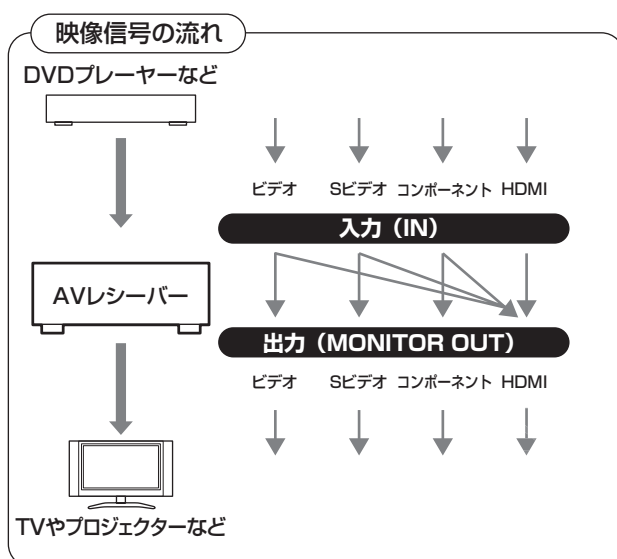 映像信号の流れ
DVDプレーヤーなど
ビデオ Sビデオ コンポーネント HDMI
入力（IN）
AVレシーバー
出力（MONITOR OUT）
ビデオ Sビデオ コンポーネント HDMI
TVやプロジェクターなど